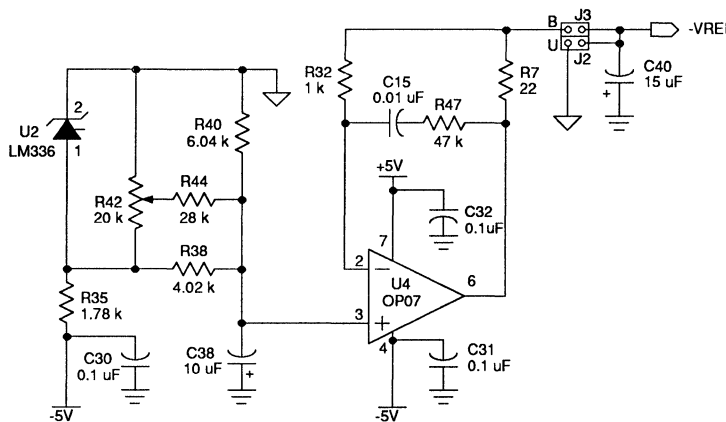 B J3
-VREF
U J2
R32
1 k
C15
0.01 uF
R47
47 k
R7
22
C40
15 uF
+
2
U2
LM336
1
R40
6.04 k
R42
20 k
R44
28 k
R38
4.02 k
R35
1.78 k
C30
0.1 uF
-5V
C38
10 uF
+
+5V
C32
0.1uF
7
2
−
U4
OP07
6
3
+
4
C31
0.1 uF
-5V